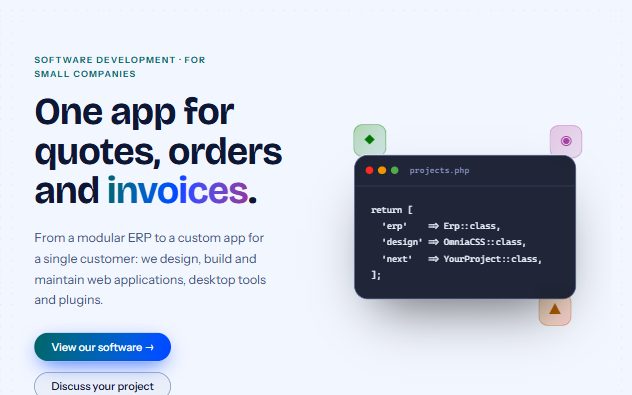 SOFTWARE DEVELOPMENT · FOR
SMALL COMPANIES
One app for
quotes, orders
and invoices.
From a modular ERP to a custom app for
a single customer: we design, build and
maintain web applications, desktop tools
and plugins.
View our software →
Discuss your project
projects.php
return [
'erp' => Erp::class,
'design' => OmniaCSS::class,
'next' => YourProject::class,
];